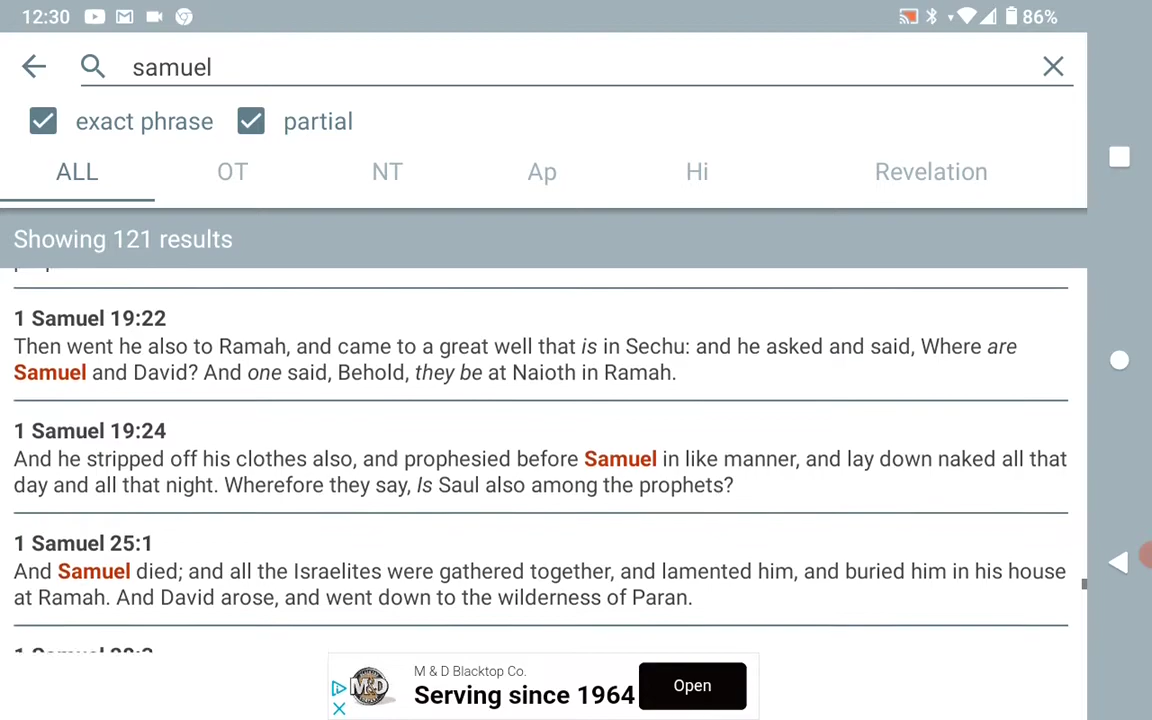 12:30 86%
samuel
exact phrase partial
ALL OT NT Ap Hi Revelation
Showing 121 results
1 Samuel 19:22
Then went he also to Ramah, and came to a great well that is in Sechu: and he asked and said, Where are
Samuel and David? And one said, Behold, they be at Naioth in Ramah.
1 Samuel 19:24
And he stripped off his clothes also, and prophesied before Samuel in like manner, and lay down naked all that
day and all that night. Wherefore they say, Is Saul also among the prophets?
1 Samuel 25:1
And Samuel died; and all the Israelites were gathered together, and lamented him, and buried him in his house
at Ramah. And David arose, and went down to the wilderness of Paran.
M & D Blacktop Co.
M&D Serving since 1964 Open